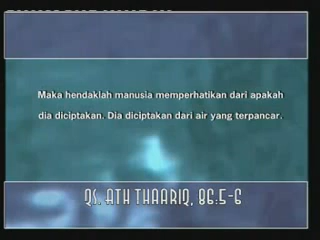 Maka hendaklah manusia memperhatikan dari apakah
dia diciptakan. Dia diciptakan dari air yang terpancar.
QS. ATH THAARIQ, 86:5-6